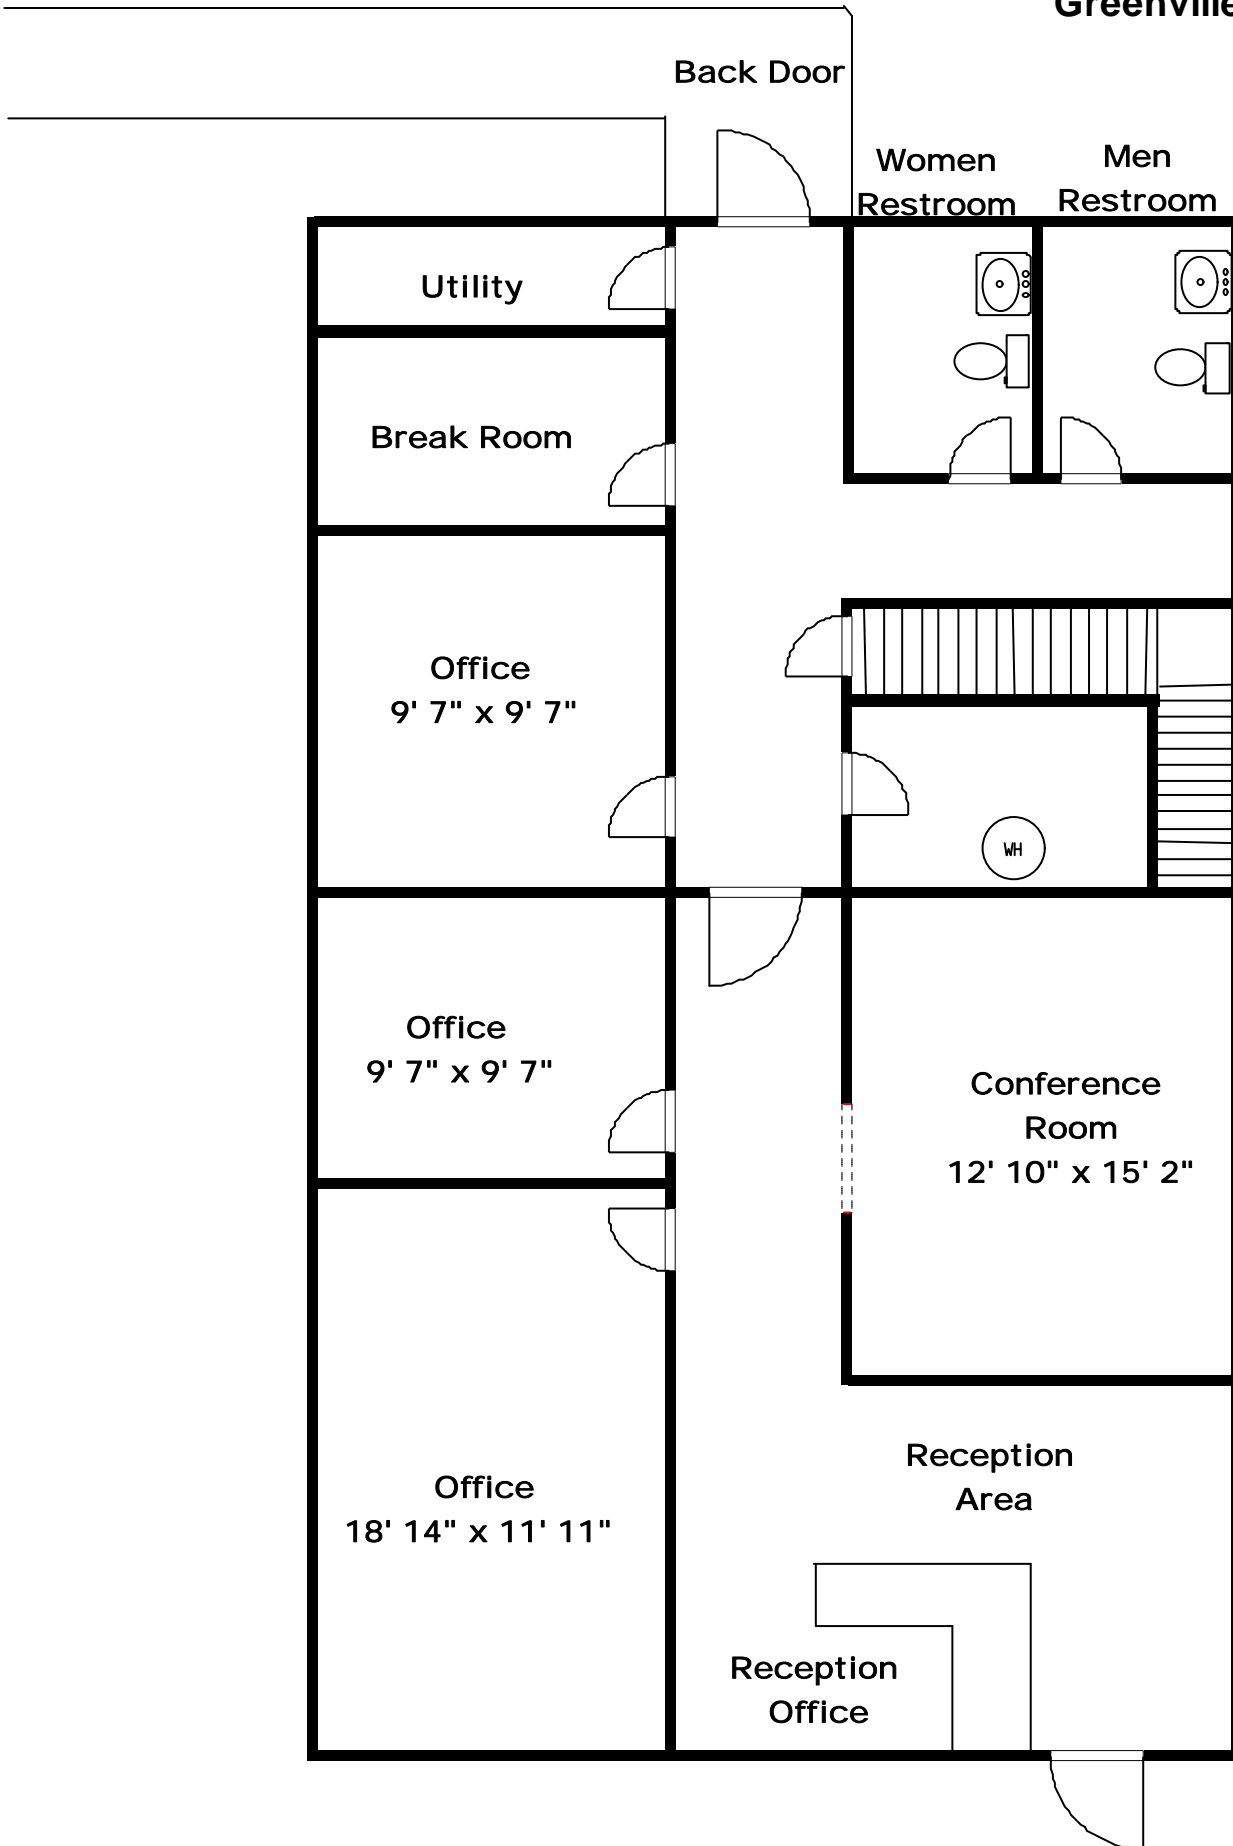 Greenville
Back Door
Women
Restroom
Men
Restroom
Utility
Break Room
Office
9' 7" x 9' 7"
WH
Office
9' 7" x 9' 7"
Conference
Room
12' 10" x 15' 2"
Reception
Area
Office
18' 14" x 11' 11"
Reception
Office